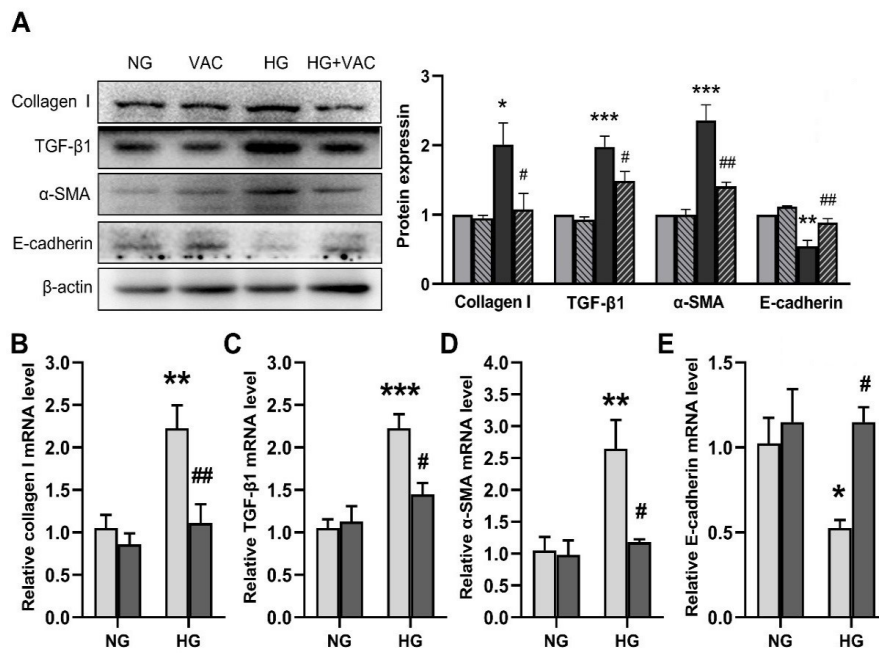 A
NG VAC HG HG+VAC
Collagen I
TGF-β1
α-SMA
E-cadherin
β-actin
Protein expressin
3
2
1
0
* # *** # *** ## ** ##
Collagen I TGF-β1 α-SMA E-cadherin
B
Relative collagen I mRNA level
3.0
2.5
2.0
1.5
1.0
0.5
0.0
** ##
NG HG
C
Relative TGF-β1 mRNA level
3.0
2.5
2.0
1.5
1.0
0.5
0.0
*** #
NG HG
D
Relative α-SMA mRNA level
4.0
3.5
3.0
2.5
2.0
1.5
1.0
0.5
0.0
** #
NG HG
E
Relative E-cadherin mRNA level
1.5
1.0
0.5
0.0
* #
NG HG